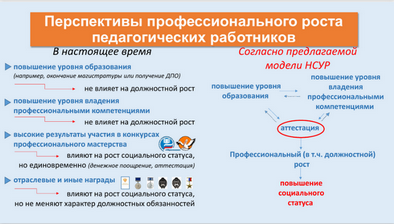 Перспективы профессионального роста
педагогических работников
В настоящее время
повышение уровня образования
(например, окончание магистратуры или получение ДПО)
не влияет на должностной рост
повышение уровня владения
профессиональными компетенциями
не влияет на должностной рост
высокие результаты участия в конкурсах
профессионального мастерства
влияют на рост социального статуса,
но единовременно (денежное поощрение, аттестация)
отраслевые и иные награды
влияют на рост социального статуса,
но не меняют характер должностных обязанностей
Согласно предлагаемой
модели НСУР
повышение уровня
образования
повышение уровня
владения
профессиональными
компетенциями
аттестация
Профессиональный (в т.ч. должностной)
рост
повышение
социального
статуса